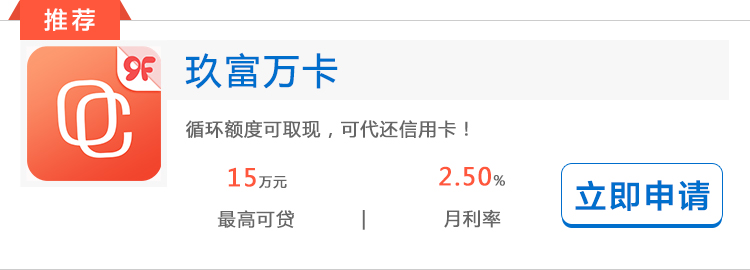 推荐
9F
玖富万卡
循环额度可取现，可代还信用卡！
15万元
2.50%
立即申请
最高可贷 | 月利率